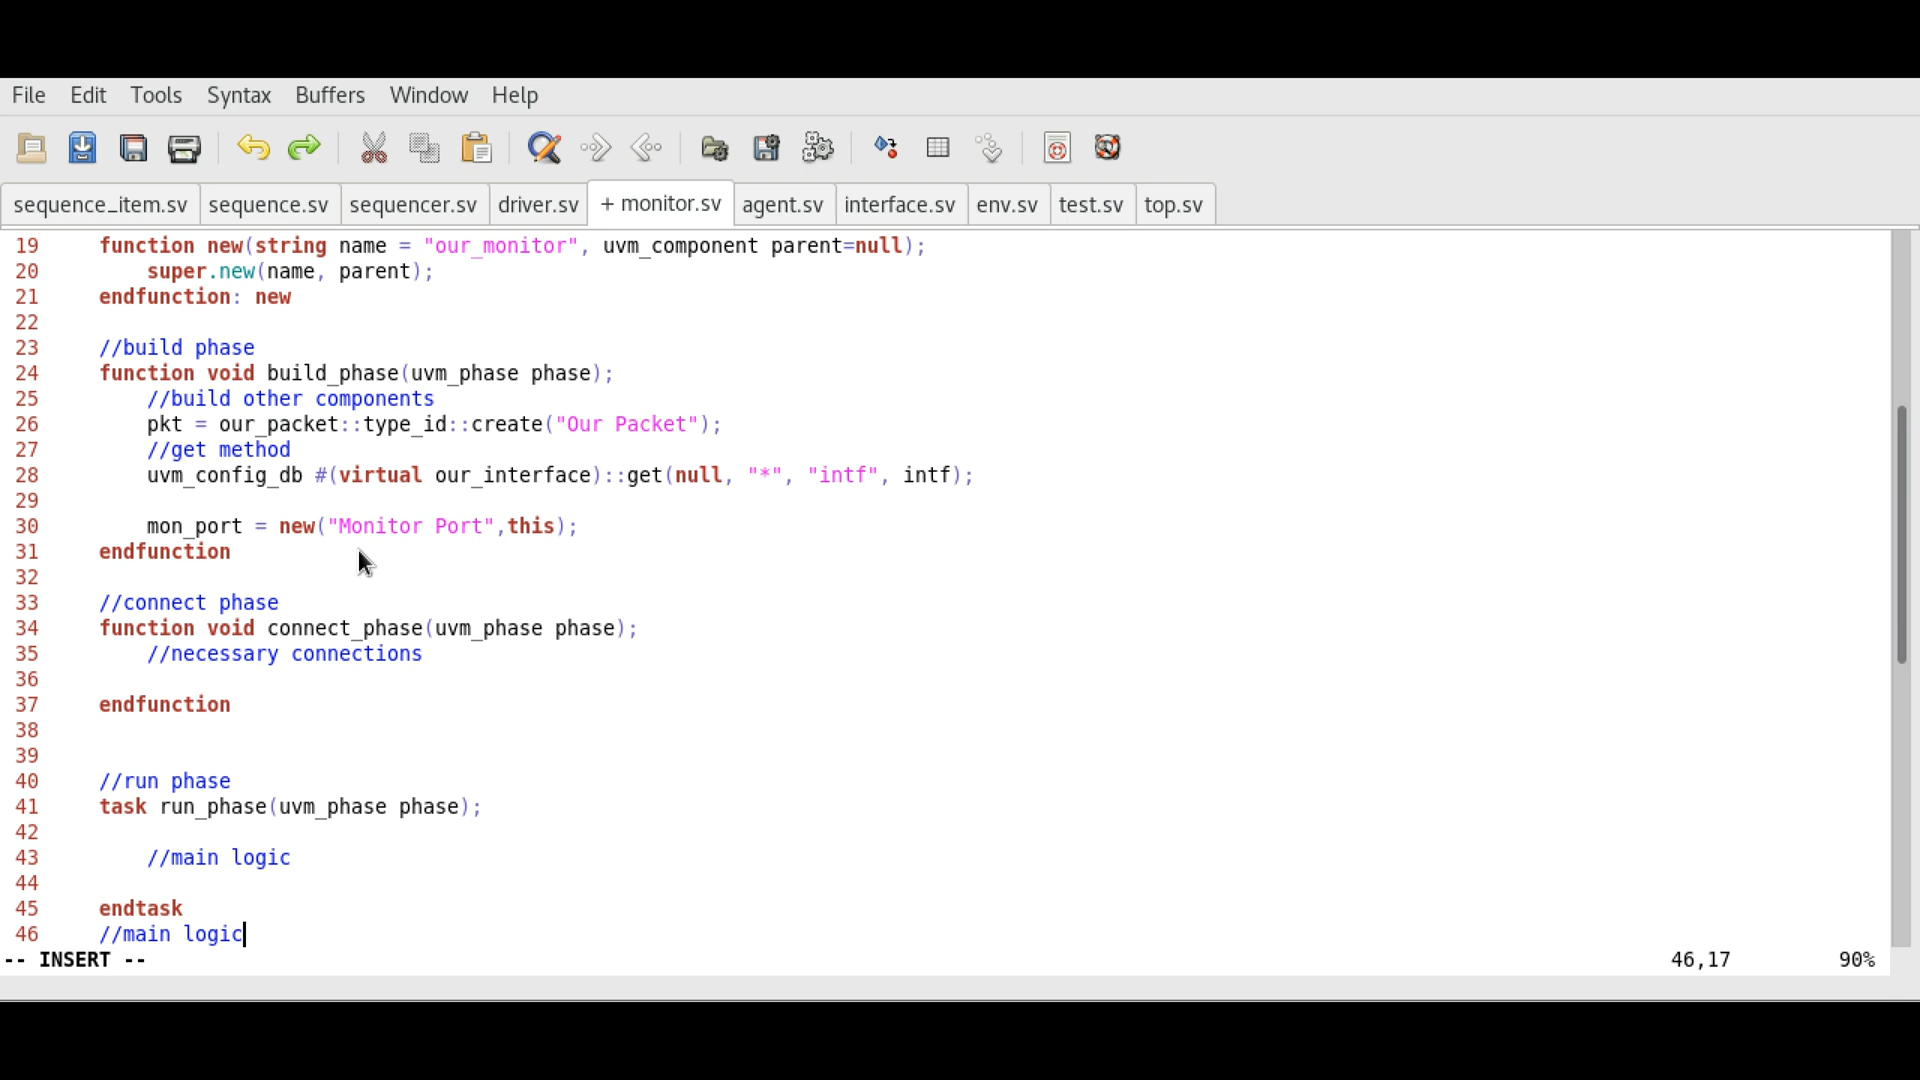 File Edit Tools Syntax Buffers Window Help
sequence_item.sv sequence.sv sequencer.sv driver.sv + monitor.sv agent.sv interface.sv env.sv test.sv top.sv
19     function new(string name = "our_monitor", uvm_component parent=null);
20         super.new(name, parent);
21     endfunction: new
22
23     //build phase
24     function void build_phase(uvm_phase phase);
25         //build other components
26         pkt = our_packet::type_id::create("Our Packet");
27         //get method
28         uvm_config_db #(virtual our_interface)::get(null, "*", "intf", intf);
29
30         mon_port = new("Monitor Port",this);
31     endfunction
32
33     //connect phase
34     function void connect_phase(uvm_phase phase);
35         //necessary connections
36
37     endfunction
38
39
40     //run phase
41     task run_phase(uvm_phase phase);
42
43         //main logic
44
45     endtask
46     //main logic
-- INSERT -- 46,17 90%